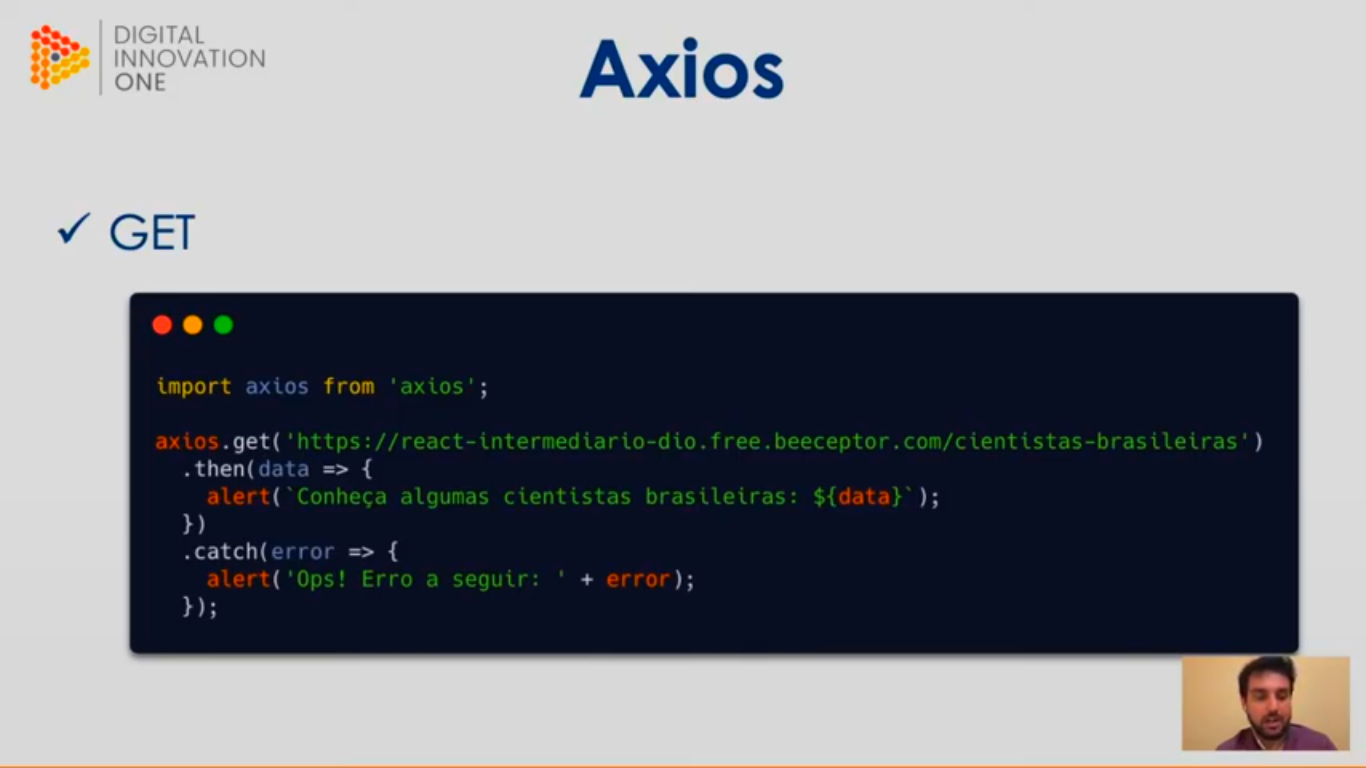 DIGITAL
INNOVATION
ONE
Axios
✓ GET
import axios from 'axios';
axios.get('https://react-intermediario-dio.free.beeceptor.com/cientistas-brasileiras')
  .then(data => {
    alert(`Conheça algumas cientistas brasileiras: ${data}`);
  })
  .catch(error => {
    alert('Ops! Erro a seguir: ' + error);
  });